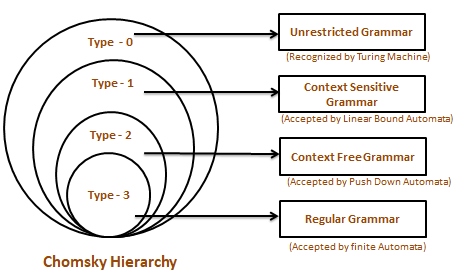 Type - 0
Unrestricted Grammar
(Recognized by Turing Machine)
Type - 1
Context Sensitive
Grammar
(Accepted by Linear Bound Automata)
Type - 2
Context Free Grammar
(Accepted by Push Down Automata)
Type - 3
Regular Grammar
(Accepted by finite Automata)
Chomsky Hierarchy